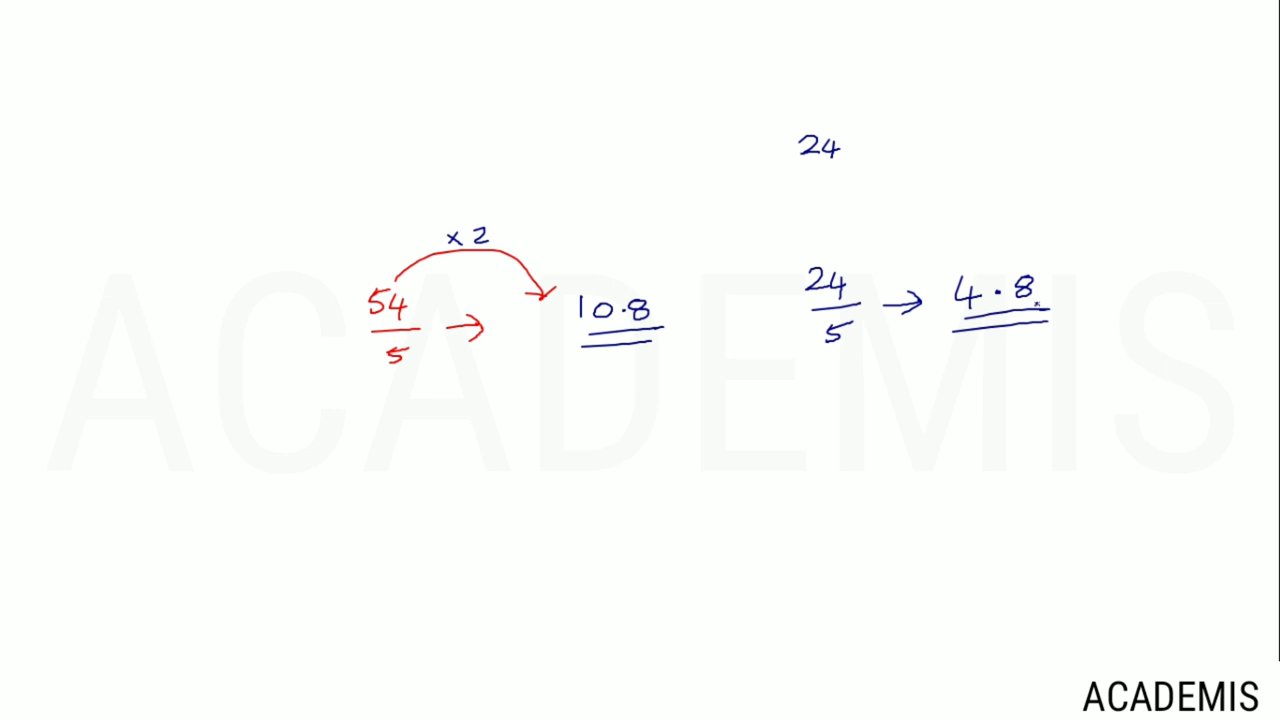 24
× 2
54
5 → 10.8
24
5 → 4.8
ACADEMIS
ACADEMIS